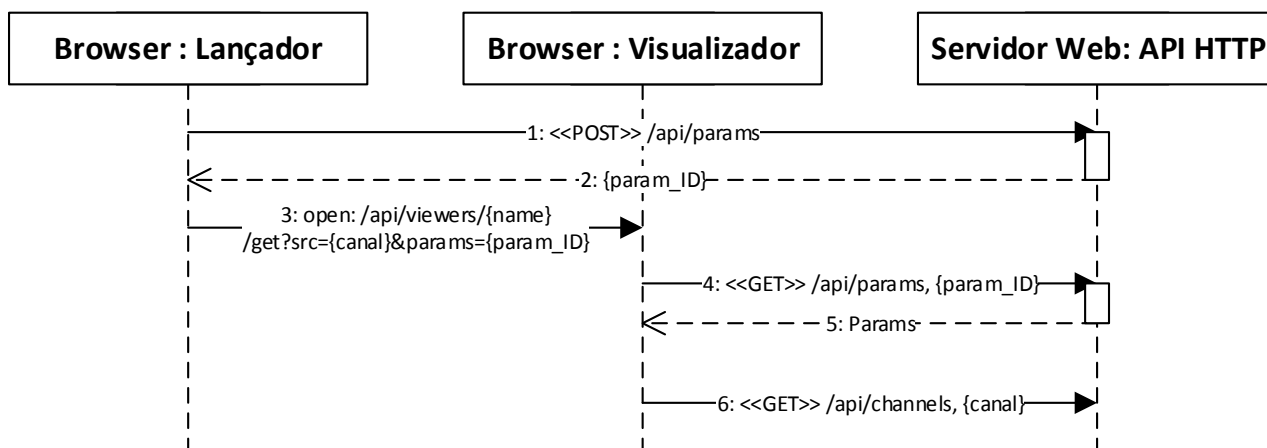 Browser : Lançador
Browser : Visualizador
Servidor Web: API HTTP
1: <<POST>> /api/params
2: {param_ID}
3: open: /api/viewers/{name}
/get?src={canal}&params={param_ID}
4: <<GET>> /api/params, {param_ID}
5: Params
6: <<GET>> /api/channels, {canal}